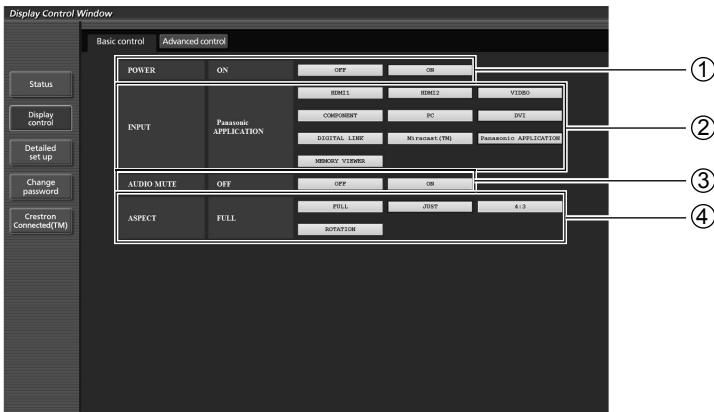 Display Control Window
Basic control Advanced control
Status
Display
control
Detailed
set up
Change
password
Crestron
Connected(TM)
POWER ON OFF ON
INPUT Panasonic
APPLICATION
HDMI1 HDMI2 VIDEO
COMPONENT PC DVI
DIGITAL LINK Miracast(TM) Panasonic APPLICATION
MEMORY VIEWER
AUDIO MUTE OFF OFF ON
ASPECT FULL
FULL JUST 4:3
ROTATION
①
②
③
④